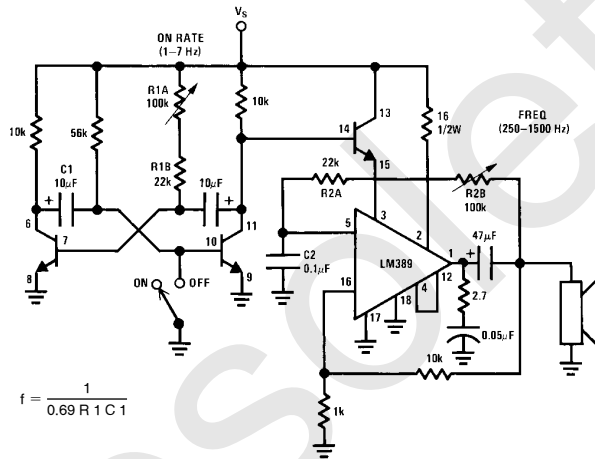 VS
ON RATE
(1–7 Hz)
R1A
100k
10k
56k
10k
13
14
15
16
1/2W
FREQ
(250–1500 Hz)
C1
10μF
R1B
22k
10μF
22k
R2A
R2B
100k
+
+
6
7
8
11
10
9
ON
OFF
C2
0.1μF
5
3
2
1
LM389
16
12
4
18
17
+
47μF
2.7
0.05μF
10k
1k
f = 1 / 0.69 R 1 C 1
solete